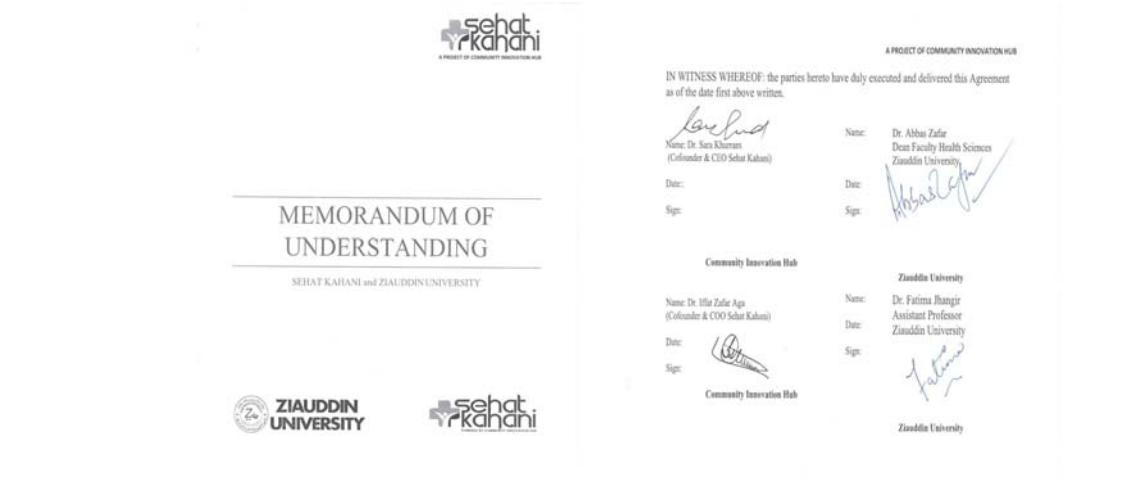 sehat
kahani
A PROJECT OF COMMUNITY INNOVATION HUB
MEMORANDUM OF
UNDERSTANDING
SEHAT KAHANI and ZIAUDDIN UNIVERSITY
ZIAUDDIN
UNIVERSITY
sehat
kahani
A PROJECT OF COMMUNITY INNOVATION HUB
IN WITNESS WHEREOF: the parties hereto have duly executed and delivered this Agreement
as of the date first above written.
Name: Dr. Sara Khurram
(Cofounder & CEO Sehat Kahani)
Date:
Sign:
Community Innovation Hub
Name: Dr. Abbas Zafar
Dean Faculty Health Sciences
Ziauddin University
Date:
Sign: Abbas Zafar
Ziauddin University
Name: Dr. Iffat Zafar Aga
(Cofounder & COO Sehat Kahani)
Date:
Sign:
Community Innovation Hub
Name: Dr. Fatima Jhangir
Assistant Professor
Date: Ziauddin University
Sign: Fatima
Ziauddin University